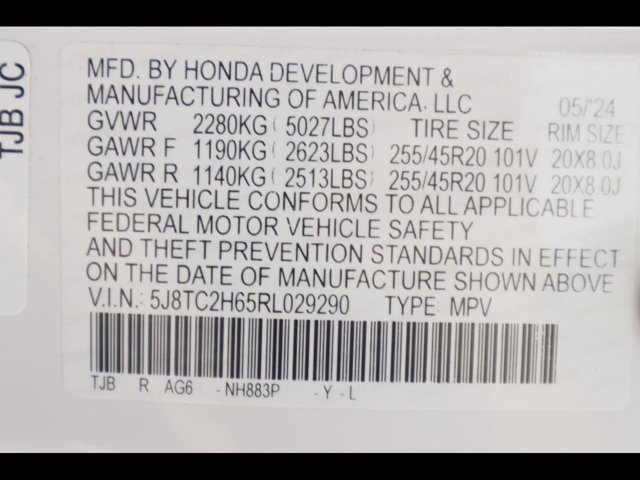 TJB JC
MFD. BY HONDA DEVELOPMENT &
MANUFACTURING OF AMERICA, LLC 05/'24
GVWR 2280KG( 5027LBS) TIRE SIZE RIM SIZE
GAWR F 1190KG( 2623LBS) 255/45R20 101V 20X8.0J
GAWR R 1140KG( 2513LBS) 255/45R20 101V 20X8.0J
THIS VEHICLE CONFORMS TO ALL APPLICABLE
FEDERAL MOTOR VEHICLE SAFETY
AND THEFT PREVENTION STANDARDS IN EFFECT
ON THE DATE OF MANUFACTURE SHOWN ABOVE
V.I.N.: 5J8TC2H65RL029290 TYPE: MPV
TJB R AG6 -NH883P -Y-L